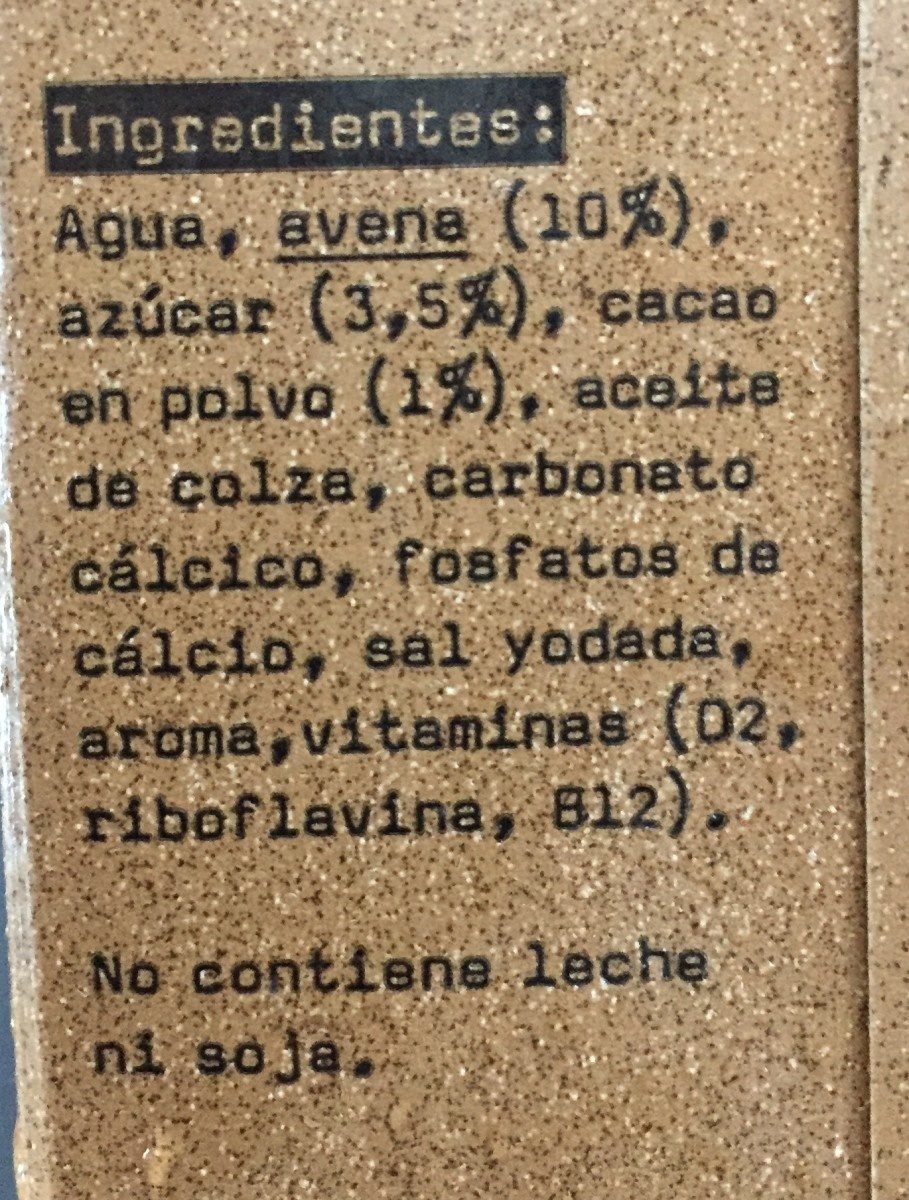 Ingredientes:
Agua, avena (10%),
azúcar (3,5%), cacao
en polvo (1%), aceite
de colza, carbonato
cálcico, fosfatos de
cálcio, sal yodada,
aroma,vitaminas (D2,
riboflavina, B12).
No contiene leche
ni soja.